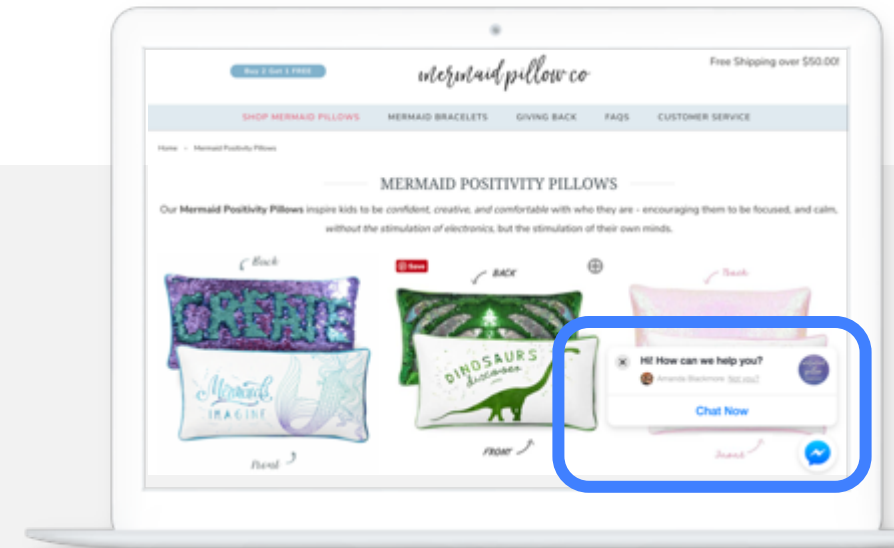 Buy 2 Get 1 FREE
mermaid pillow co
Free Shipping over $50.00!
SHOP MERMAID PILLOWS MERMAID BRACELETS GIVING BACK FAQS CUSTOMER SERVICE
Home Mermaid Positivity Pillows
MERMAID POSITIVITY PILLOWS
Our Mermaid Positivity Pillows inspire kids to be confident, creative, and comfortable with who they are - encouraging them to be focused, and calm,
without the stimulation of electronics, but the stimulation of their own minds.
Back
Save
BACK
Back
CREATE
Mermaids
IMAGINE
DINOSAURS
discover
Hi! How can we help you?
Amanda Blackmore Not you?
Chat Now
Front
FRONT
Front